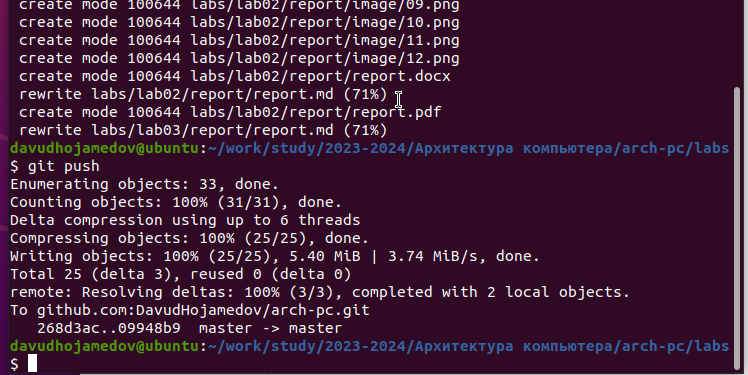 create mode 100644 labs/lab02/report/image/09.png
create mode 100644 labs/lab02/report/image/10.png
create mode 100644 labs/lab02/report/image/11.png
create mode 100644 labs/lab02/report/image/12.png
create mode 100644 labs/lab02/report/report.docx
rewrite labs/lab02/report/report.md (71%)
create mode 100644 labs/lab02/report/report.pdf
rewrite labs/lab03/report/report.md (71%)
davudhojamedov@ubuntu:~/work/study/2023-2024/Архитектура компьютера/arch-pc/labs
$ git push
Enumerating objects: 33, done.
Counting objects: 100% (31/31), done.
Delta compression using up to 6 threads
Compressing objects: 100% (25/25), done.
Writing objects: 100% (25/25), 5.40 MiB | 3.74 MiB/s, done.
Total 25 (delta 3), reused 0 (delta 0)
remote: Resolving deltas: 100% (3/3), completed with 2 local objects.
To github.com:DavudHojamedov/arch-pc.git
268d3ac..09948b9 master -> master
davudhojamedov@ubuntu:~/work/study/2023-2024/Архитектура компьютера/arch-pc/labs
$